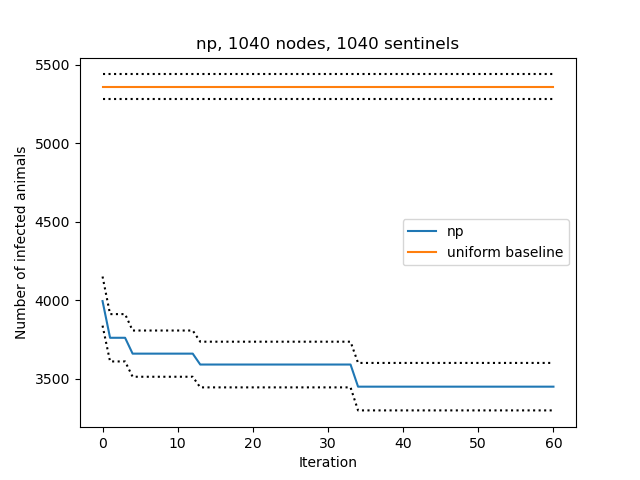 np, 1040 nodes, 1040 sentinels
Number of infected animals
5500
5000
4500
4000
3500
np
uniform baseline
0 10 20 30 40 50 60
Iteration